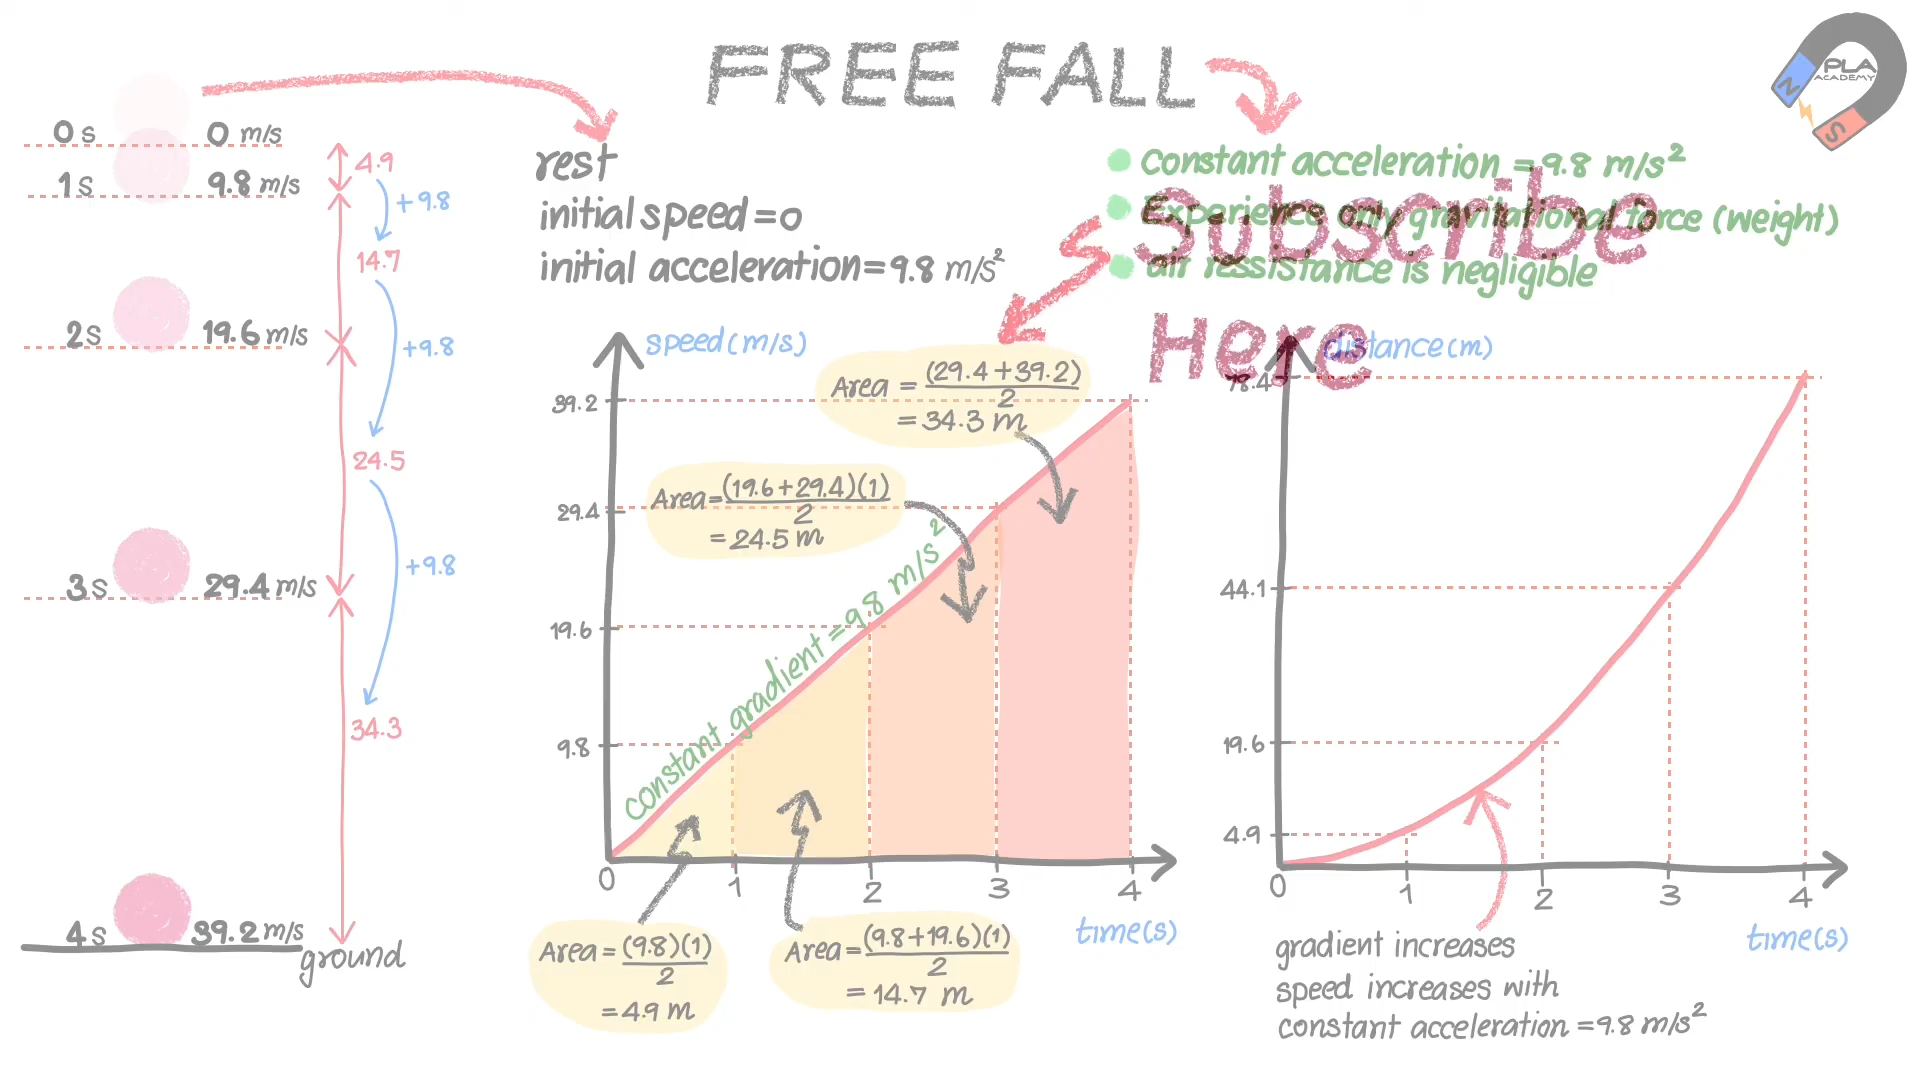 FREE FALL
PLA
ACADEMY
N
S
0 s
0 m/s
1 s
9.8 m/s
2s
19.6 m/s
3s
29.4 m/s
4s
39.2 m/s
ground
4.9
+9.8
14.7
+9.8
24.5
+9.8
34.3
rest
initial speed = 0
initial acceleration = 9.8 m/s²
constant acceleration = 9.8 m/s²
Experience only gravitational force (weight)
air ressistance is negligible
Subscribe
Here
speed (m/s)
39.2
29.4
19.6
9.8
0
1
2
3
4
time(s)
constant gradient = 9.8 m/s²
Area = (29.4 + 39.2)
2
= 34.3 m
Area = (19.6 + 29.4)(1)
2
= 24.5 m
Area = (9.8)(1)
2
= 4.9 m
Area = (9.8 + 19.6)(1)
2
= 14.7 m
distance (m)
78.4
44.1
19.6
4.9
0
1
2
3
4
time(s)
gradient increases
speed increases with
constant acceleration = 9.8 m/s²